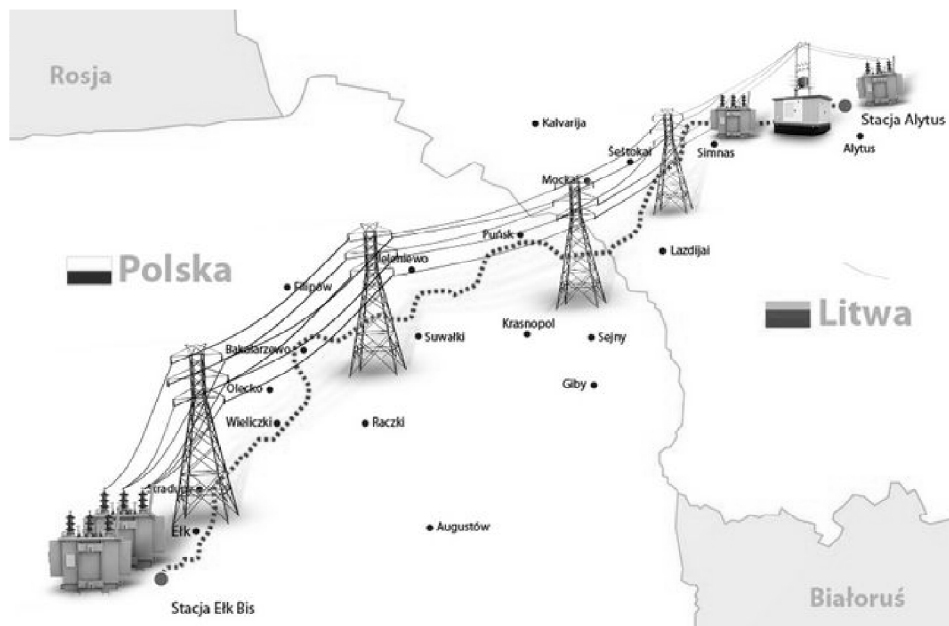 Rosja
Kalvarija
Stacja Alytus
Alytus
Simnas
Šeštokai
Puńsk
Lazdijai
Polska
Filipów
Litwa
Krasnopol
Suwałki
Sejny
Bakałarzewo
Giby
Olecko
Wieliczki
Raczki
Ełk
Augustów
Stacja Ełk Bis
Białoruś